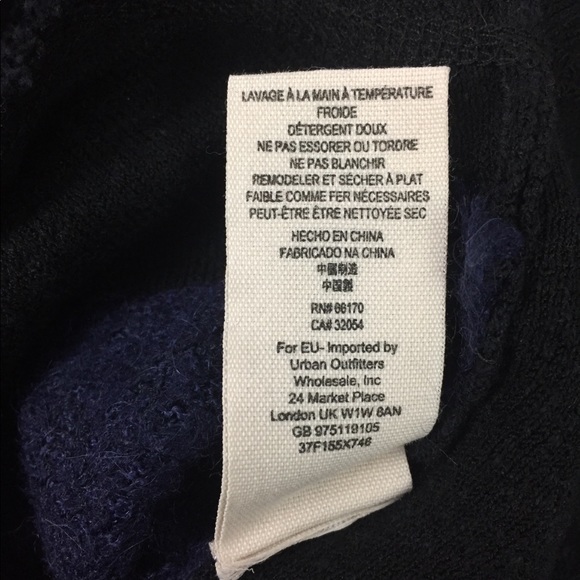 LAVAGE À LA MAIN À TEMPÉRATURE
FROIDE
DÉTERGENT DOUX
NE PAS ESSORER OU TORDRE
NE PAS BLANCHIR
REMODELER ET SÉCHER À PLAT
FAIBLE COMME FER NÉCESSAIRES
PEUT-ÊTRE ÊTRE NETTOYÉE SEC
HECHO EN CHINA
FABRICADO NA CHINA
中國制造
中国製
RN# 66170
CA# 32054
For EU- Imported by
Urban Outfitters
Wholesale, Inc
24 Market Place
London UK W1W 8AN
GB 975119105
37F155X746